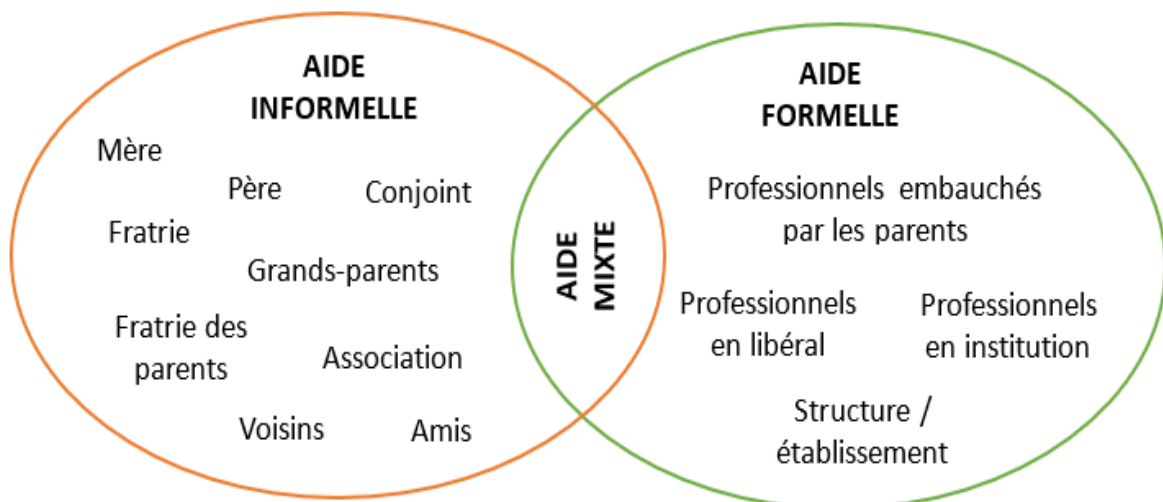 AIDE
INFORMELLE
Mère
Père
Conjoint
Fratrie
Grands-parents
Fratrie des
parents
Association
Voisins
Amis
AIDE
MIXTE
AIDE
FORMELLE
Professionnels embauchés
par les parents
Professionnels
en libéral
Professionnels
en institution
Structure /
établissement